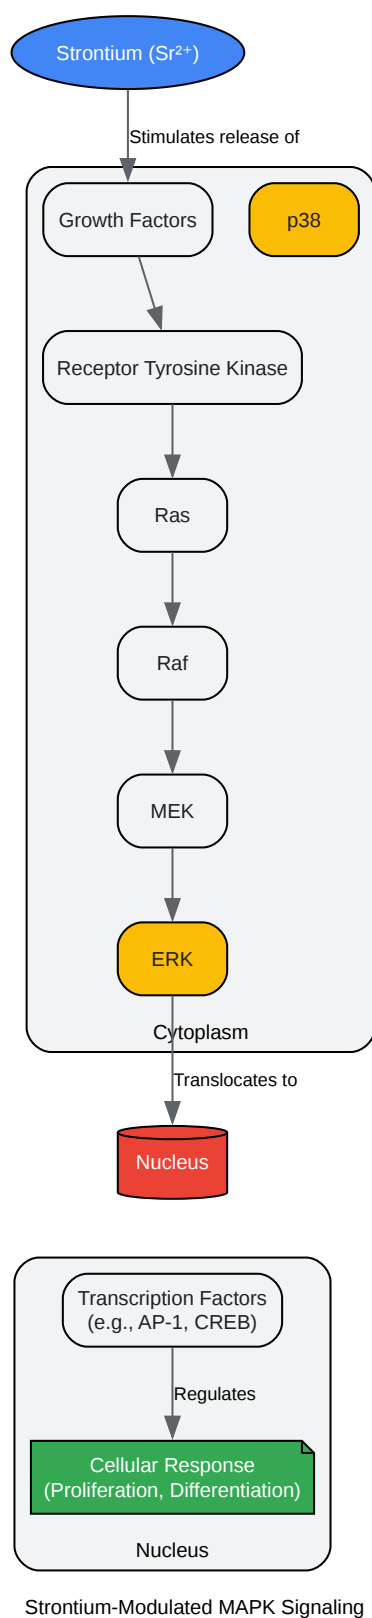 Strontium (Sr²⁺)
Stimulates release of
Growth Factors
p38
Receptor Tyrosine Kinase
Ras
Raf
MEK
ERK
Cytoplasm
Translocates to
Nucleus
Transcription Factors
(e.g., AP-1, CREB)
Regulates
Cellular Response
(Proliferation, Differentiation)
Nucleus
Strontium-Modulated MAPK Signaling